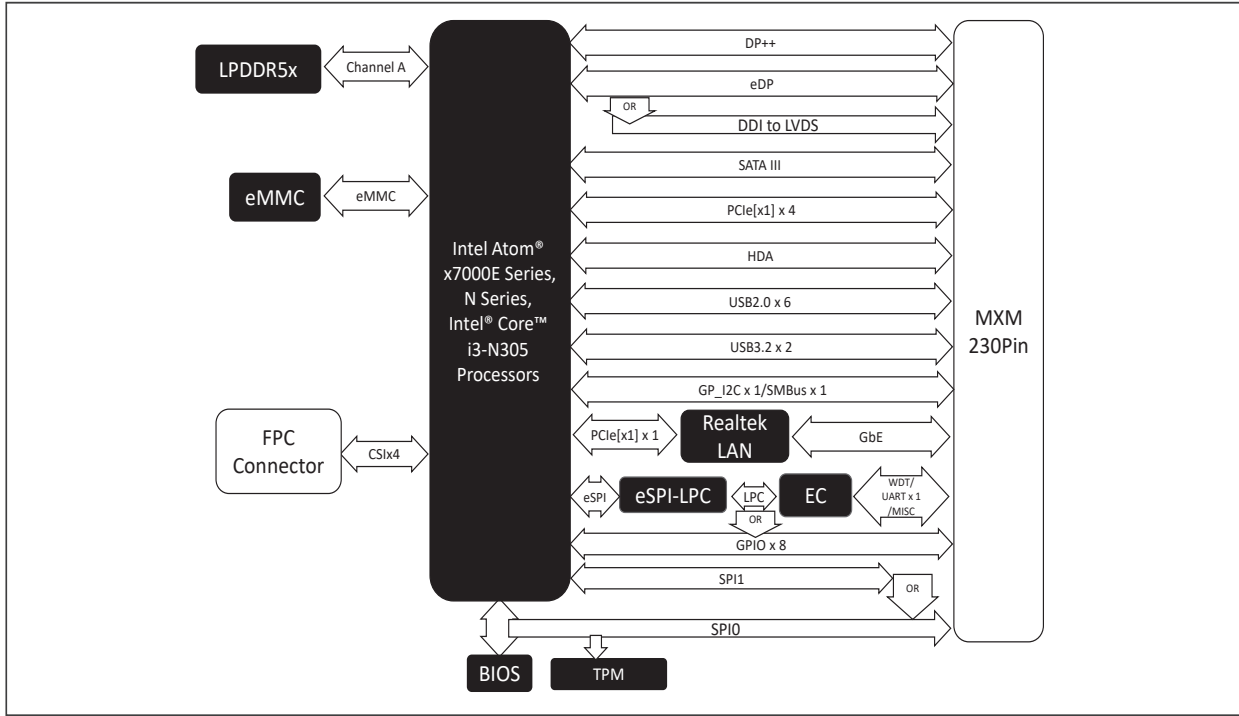 LPDDR5x
Channel A
eMMC
eMMC
FPC
Connector
CSIx4
Intel Atom®
x7000E Series,
N Series,
Intel® Core™
i3-N305
Processors
DP++
eDP
OR
DDI to LVDS
SATA III
PCIe[x1] x 4
HDA
USB2.0 x 6
USB3.2 x 2
GP_I2C x 1/SMBus x 1
PCIe[x1] x 1
Realtek
LAN
GbE
eSPI
eSPI-LPC
LPC
EC
WDT/
UART x 1
/MISC
OR
GPIO x 8
SPI1
OR
SPI0
BIOS
TPM
MXM
230Pin